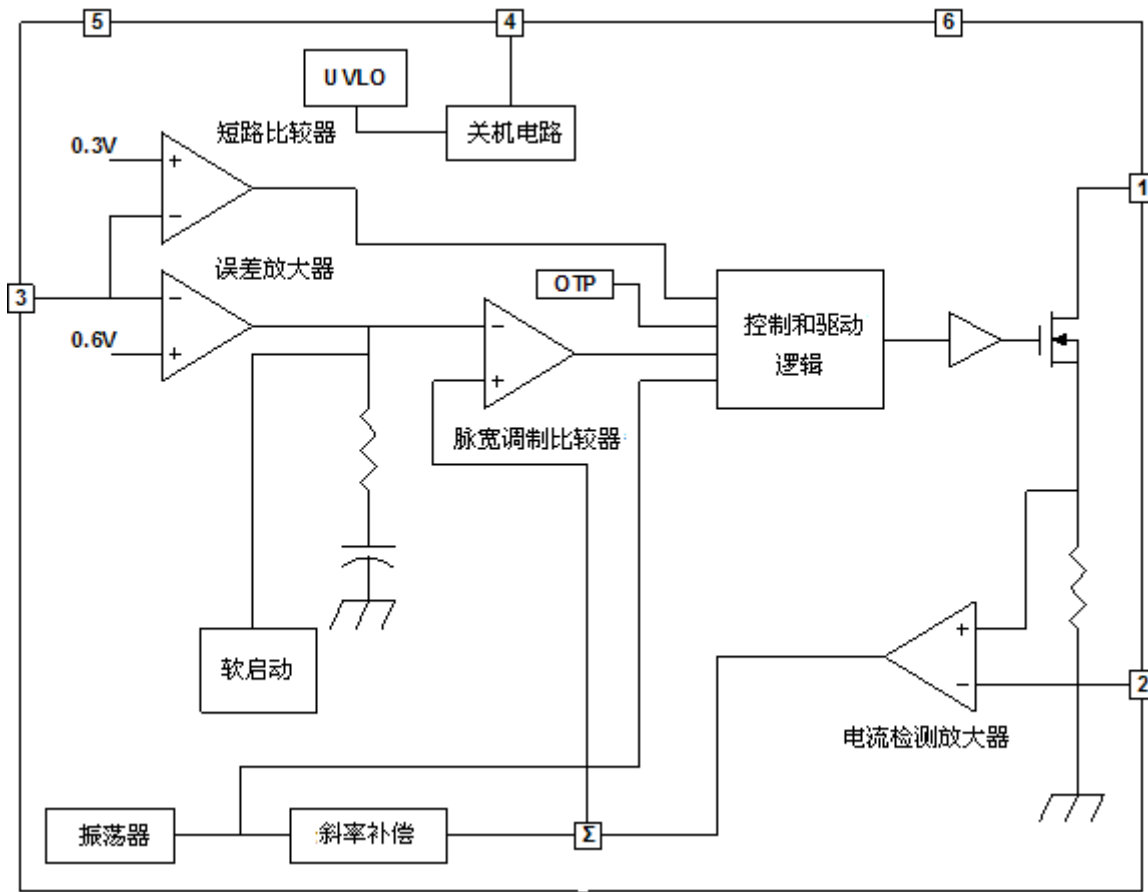 5
4
6
UVLO
短路比较器
关机电路
0.3V
+
1
−
误差放大器
3
−
OTP
0.6V
+
−
控制和驱动
逻辑
+
脉宽调制比较器
+
软启动
−
2
电流检测放大器
振荡器
斜率补偿
Σ